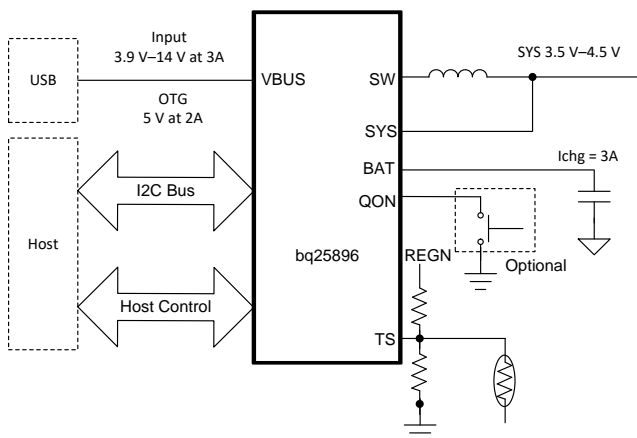 Input
3.9 V–14 V at 3A
SYS 3.5 V–4.5 V
USB
VBUS
SW
OTG
5 V at 2A
SYS
BAT
Ichg = 3A
I2C Bus
QON
Host
bq25896
REGN
Optional
Host Control
TS